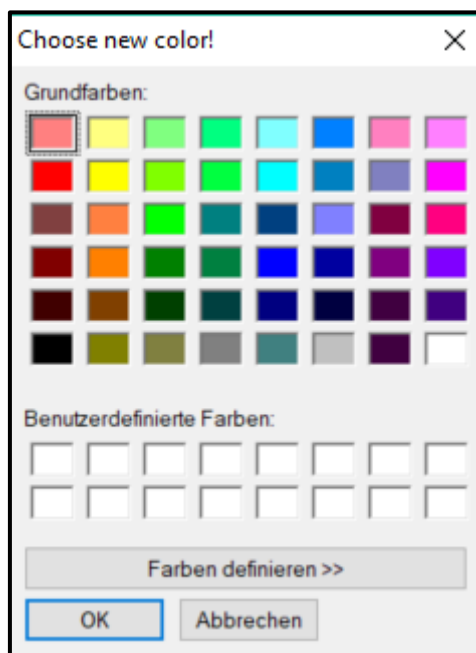 Choose new color!
Grundfarben:
Benutzerdefinierte Farben:
Farben definieren >>
OK
Abbrechen